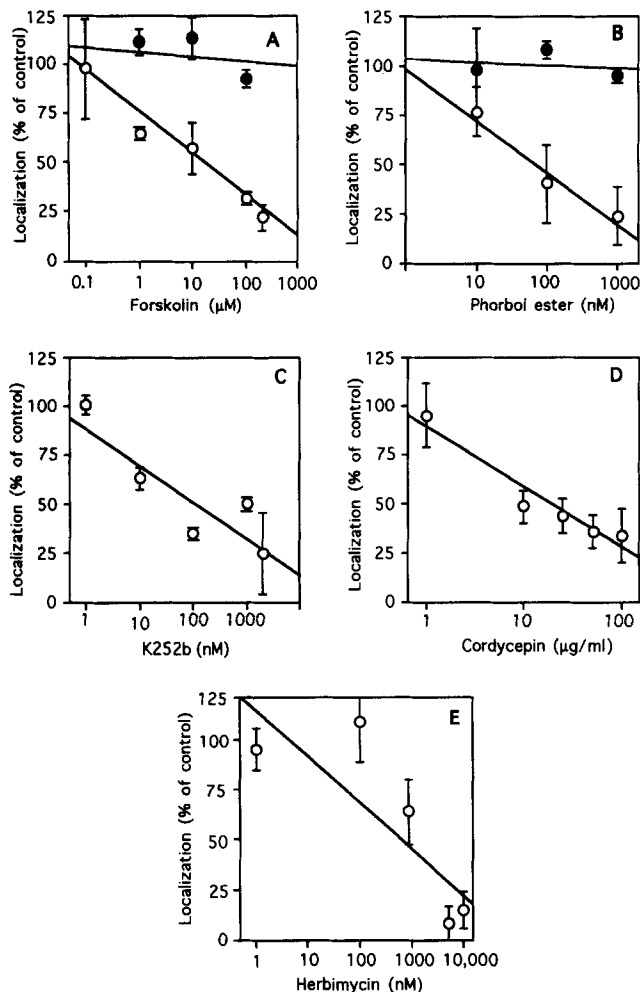 A
Localization (% of control)
125
100
75
50
25
0
0.1 1 10 100 1000
Forskolin (μM)
B
Localization (% of control)
125
100
75
50
25
0
10 100 1000
Phorbol ester (nM)
C
Localization (% of control)
125
100
75
50
25
0
1 10 100 1000
K252b (nM)
D
Localization (% of control)
125
100
75
50
25
0
1 10 100
Cordycepin (μg/ml)
E
Localization (% of control)
125
100
75
50
25
0
1 10 100 1000 10,000
Herbimycin (nM)